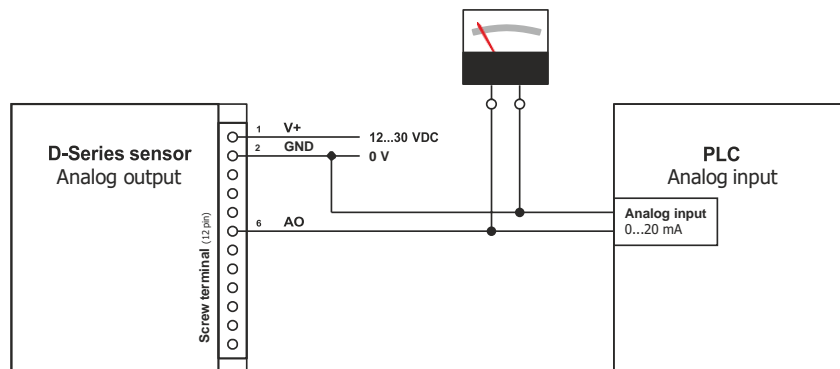 D-Series sensor
Analog output
Screw terminal (12 pin)
1 V+ 12...30 VDC
2 GND 0 V
6 AO
PLC
Analog input
Analog input
0...20 mA